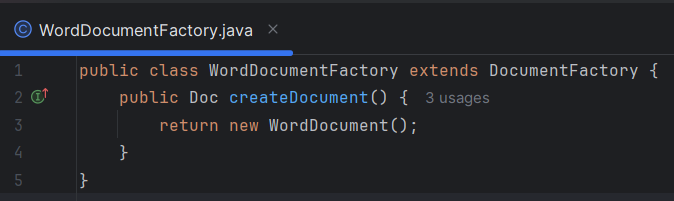 WordDocumentFactory.java
1 public class WordDocumentFactory extends DocumentFactory {
2 public Doc createDocument() { 3 usages
3 return new WordDocument();
4 }
5 }